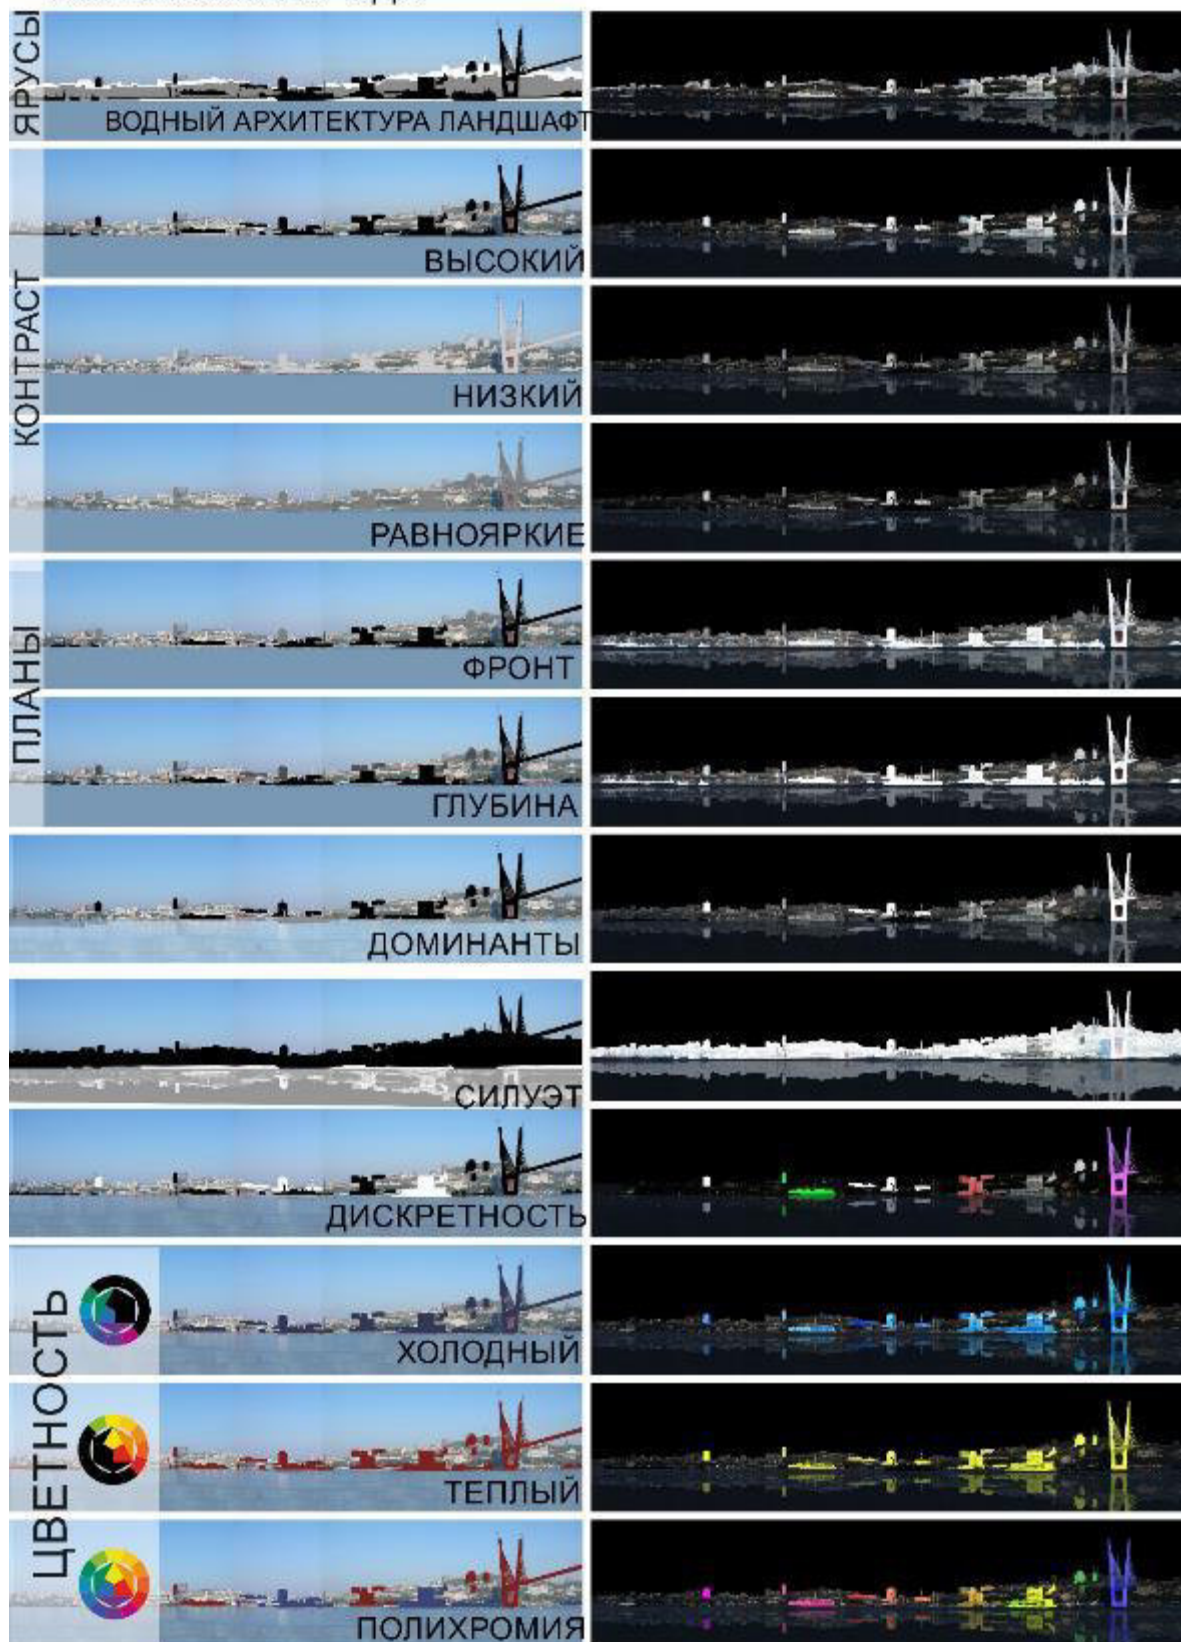 ЯРУСЫ
ВОДНЫЙ АРХИТЕКТУРА ЛАНДШАФТ
КОНТРАСТ
ВЫСОКИЙ
НИЗКИЙ
РАВНОЯРКИЕ
ПЛАНЫ
ФРОНТ
ГЛУБИНА
ДОМИНАНТЫ
СИЛУЭТ
ДИСКРЕТНОСТЬ
ЦВЕТНОСТЬ
ХОЛОДНЫЙ
ТЕПЛЫЙ
ПОЛИХРОМИЯ